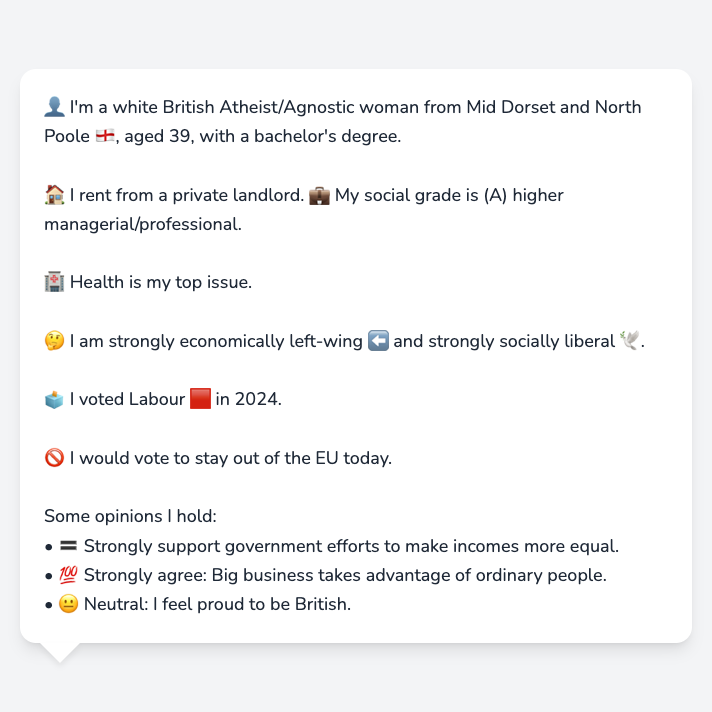 👤 I'm a white British Atheist/Agnostic woman from Mid Dorset and North
Poole 🏴󠁧󠁢󠁥󠁮󠁧󠁿, aged 39, with a bachelor's degree.
🏠 I rent from a private landlord. 💼 My social grade is (A) higher
managerial/professional.
🏥 Health is my top issue.
🤔 I am strongly economically left-wing ⬅️ and strongly socially liberal 🕊️.
🗳️ I voted Labour 🟥 in 2024.
🚫 I would vote to stay out of the EU today.
Some opinions I hold:
• 🟰 Strongly support government efforts to make incomes more equal.
• 💯 Strongly agree: Big business takes advantage of ordinary people.
• 😐 Neutral: I feel proud to be British.